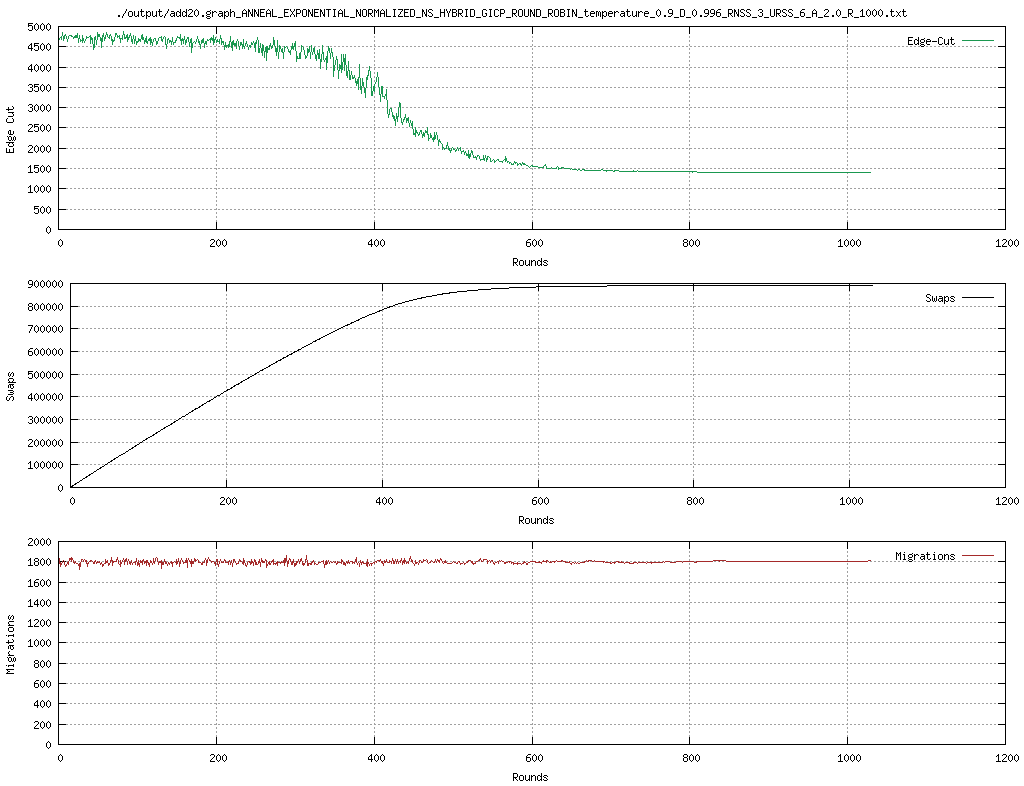 ./output/add20.graph_ANNEAL_EXPONENTIAL_NORMALIZED_NS_HYBRID_GICP_ROUND_ROBIN_temperature_0.9_D_0.996_RNSS_3_URSS_6_A_2.0_R_1000.txt
5000
4500
4000
3500
3000
2500
2000
1500
1000
500
0
Edge Cut
Edge-Cut
0 200 400 600 800 1000 1200
Rounds
900000
800000
700000
600000
500000
400000
300000
200000
100000
0
Swaps
Swaps
0 200 400 600 800 1000 1200
Rounds
2000
1800
1600
1400
1200
1000
800
600
400
200
0
Migrations
Migrations
0 200 400 600 800 1000 1200
Rounds